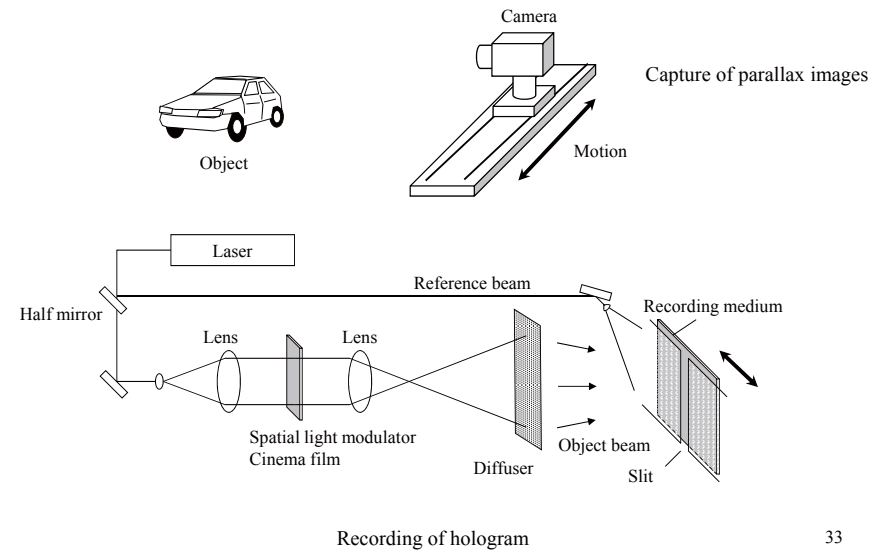 Camera
Capture of parallax images
Object
Motion
Laser
Reference beam
Half mirror
Recording medium
Lens
Lens
Spatial light modulator
Cinema film
Diffuser
Object beam
Slit
Recording of hologram
33